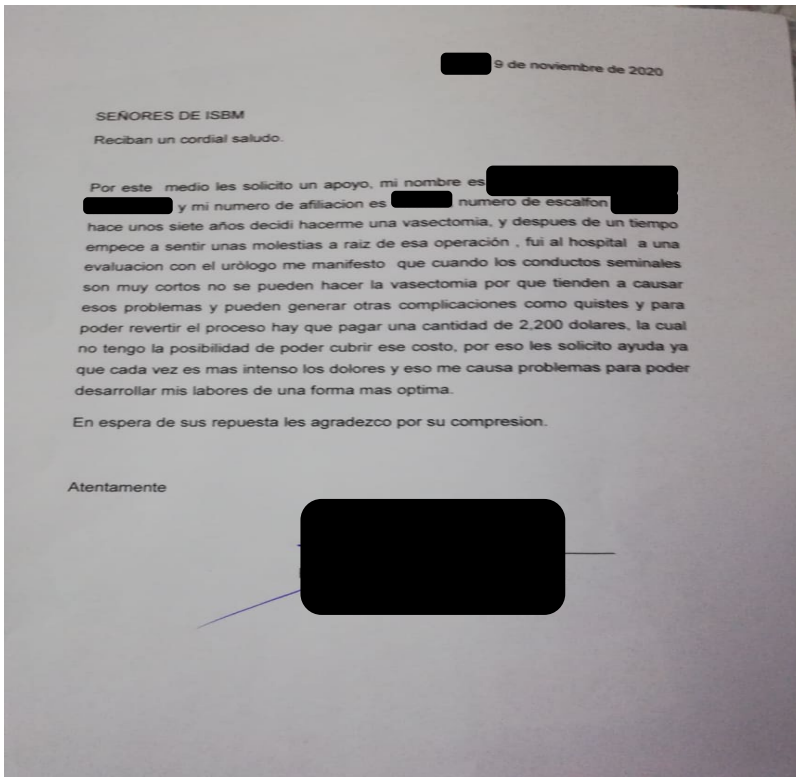 9 de noviembre de 2020
SEÑORES DE ISBM
Reciban un cordial saludo.
Por este medio les solicito un apoyo, mi nombre es
y mi numero de afiliacion es numero de escalfon
hace unos siete años decidi hacerme una vasectomia, y despues de un tiempo
empece a sentir unas molestias a raiz de esa operación , fui al hospital a una
evaluacion con el uròlogo me manifesto que cuando los conductos seminales
son muy cortos no se pueden hacer la vasectomia por que tienden a causar
esos problemas y pueden generar otras complicaciones como quistes y para
poder revertir el proceso hay que pagar una cantidad de 2,200 dolares, la cual
no tengo la posibilidad de poder cubrir ese costo, por eso les solicito ayuda ya
que cada vez es mas intenso los dolores y eso me causa problemas para poder
desarrollar mis labores de una forma mas optima.
En espera de sus repuesta les agradezco por su compresion.
Atentamente